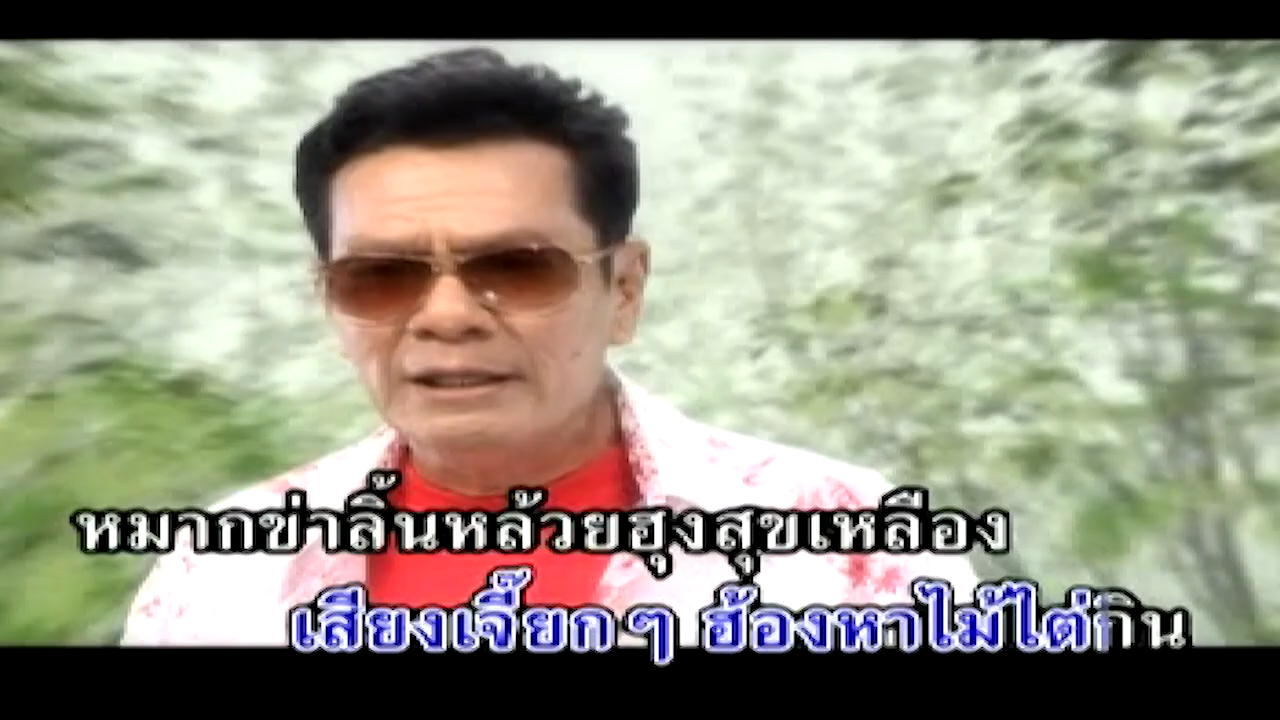 หมากข่าลิ้นหล้วยฮุงสุขเหลือง
เสียงเจี๊ยกๆ ฮ้องหาไม้ไต่กิน